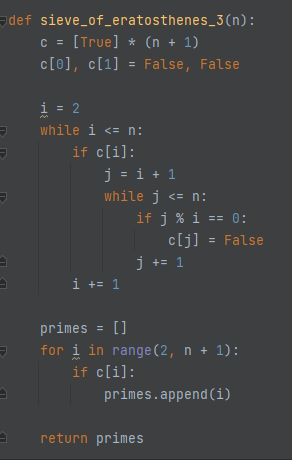 def sieve_of_eratosthenes_3(n):
    c = [True] * (n + 1)
    c[0], c[1] = False, False

    i = 2
    while i <= n:
        if c[i]:
            j = i + 1
            while j <= n:
                if j % i == 0:
                    c[j] = False
                j += 1
        i += 1

    primes = []
    for i in range(2, n + 1):
        if c[i]:
            primes.append(i)

    return primes